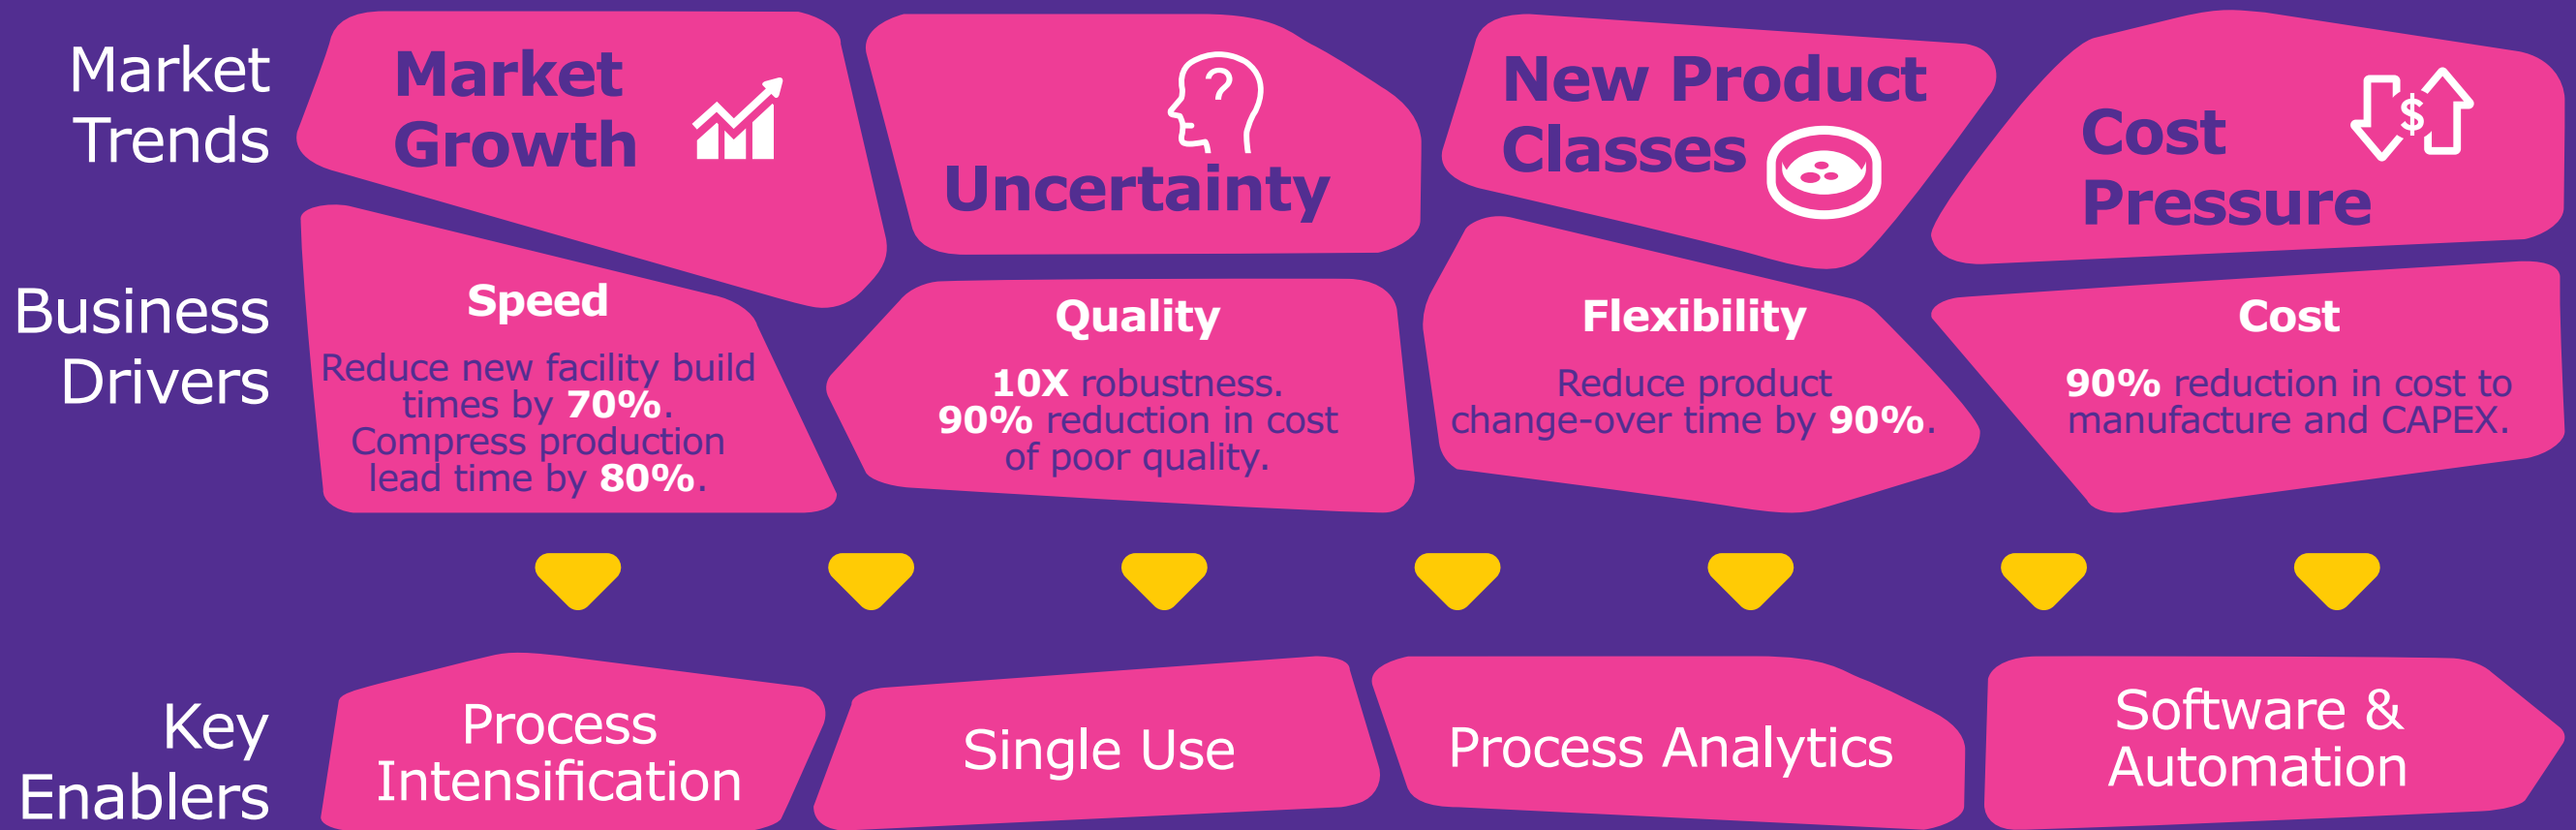 Market
Trends
Market
Growth
?
Uncertainty
New Product
Classes
Cost
Pressure
$
Business
Drivers
Speed
Reduce new facility build
times by 70%.
Compress production
lead time by 80%.
Quality
10X robustness.
90% reduction in cost
of poor quality.
Flexibility
Reduce product
change-over time by 90%.
Cost
90% reduction in cost to
manufacture and CAPEX.
Key
Enablers
Process
Intensification
Single Use
Process Analytics
Software &
Automation